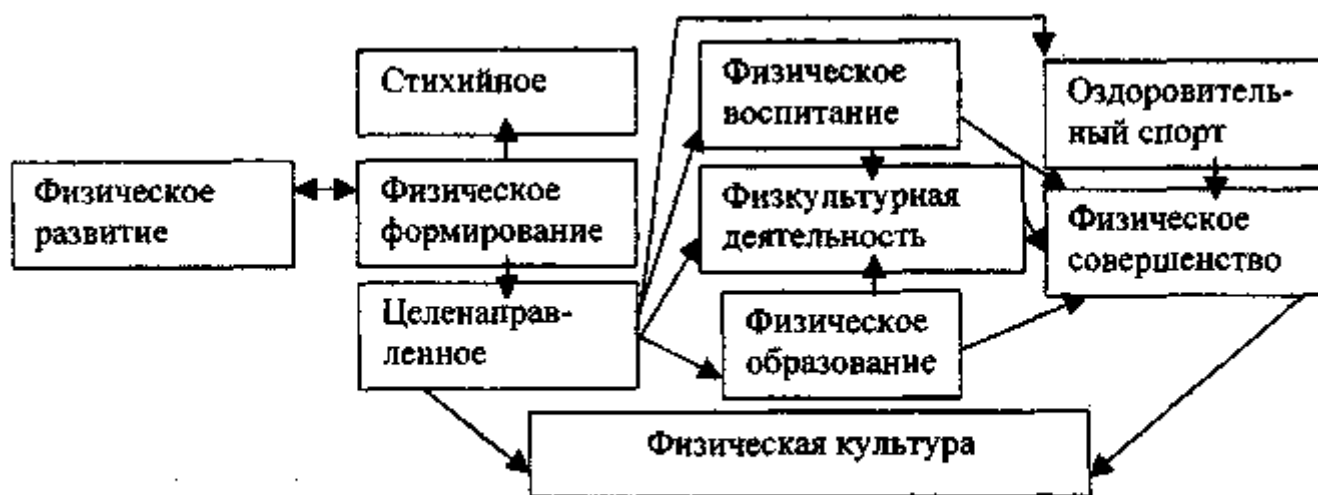 Стихийное
Физическое
воспитание
Оздоровитель-
ный спорт
Физическое
развитие
Физическое
формирование
Физкультурная
деятельность
Физическое
совершенство
Целенаправ-
ленное
Физическое
образование
Физическая культура